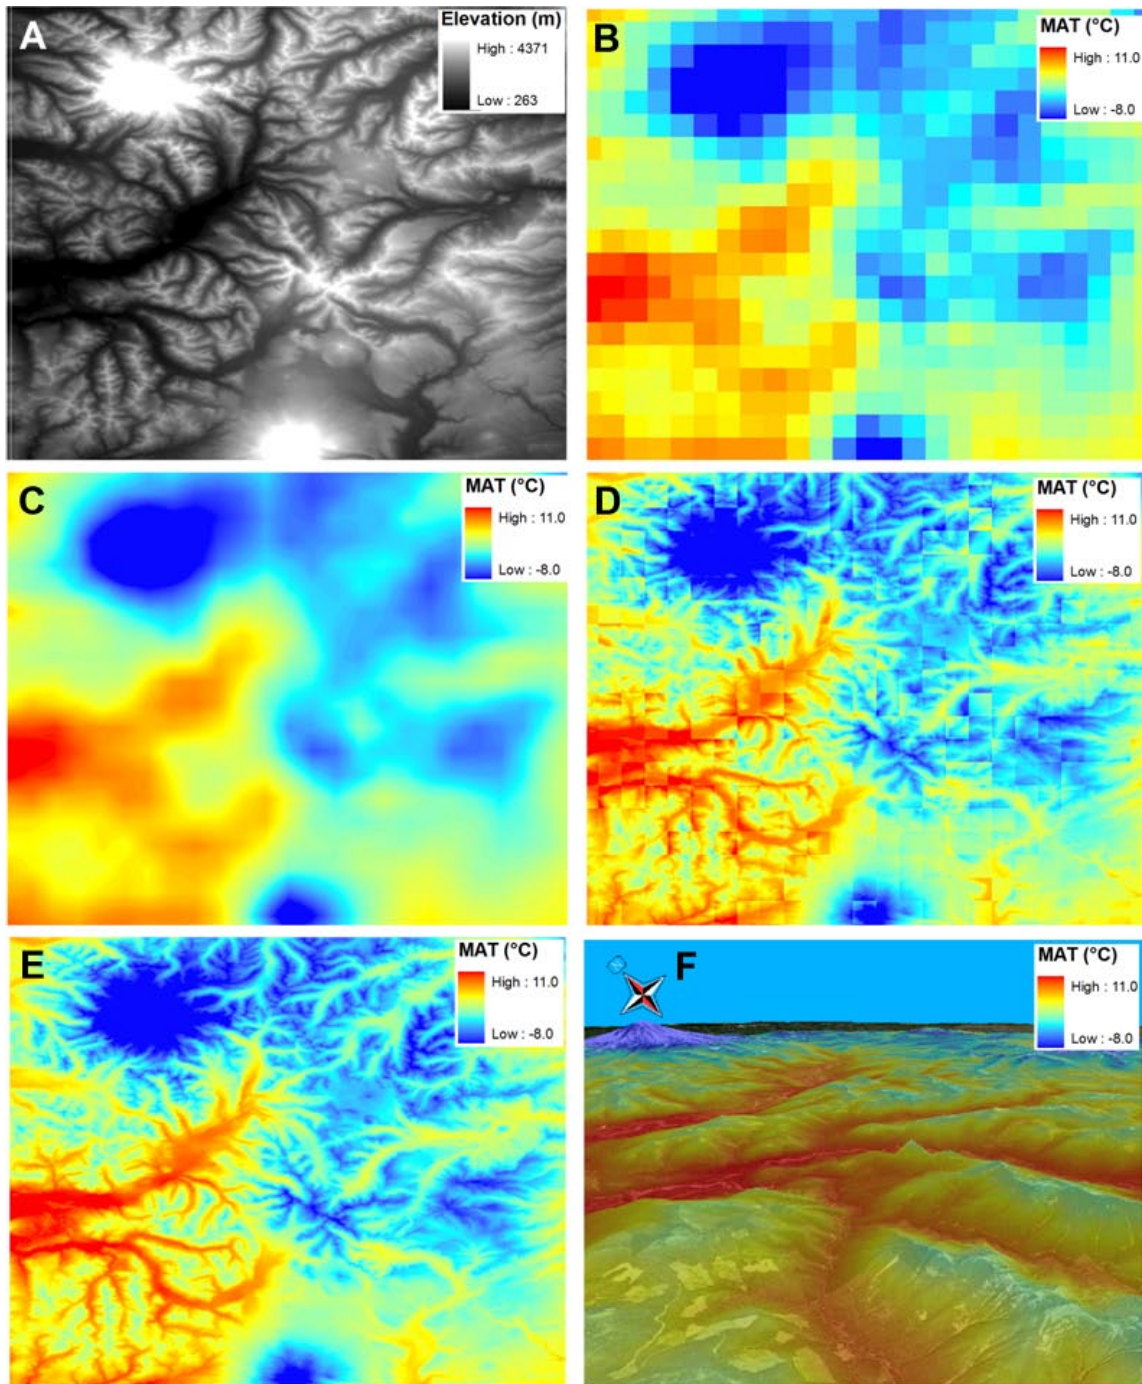 A
Elevation (m)
High : 4371
Low : 263
B
MAT (°C)
High : 11.0
Low : -8.0
C
MAT (°C)
High : 11.0
Low : -8.0
D
MAT (°C)
High : 11.0
Low : -8.0
E
MAT (°C)
High : 11.0
Low : -8.0
F
MAT (°C)
High : 11.0
Low : -8.0